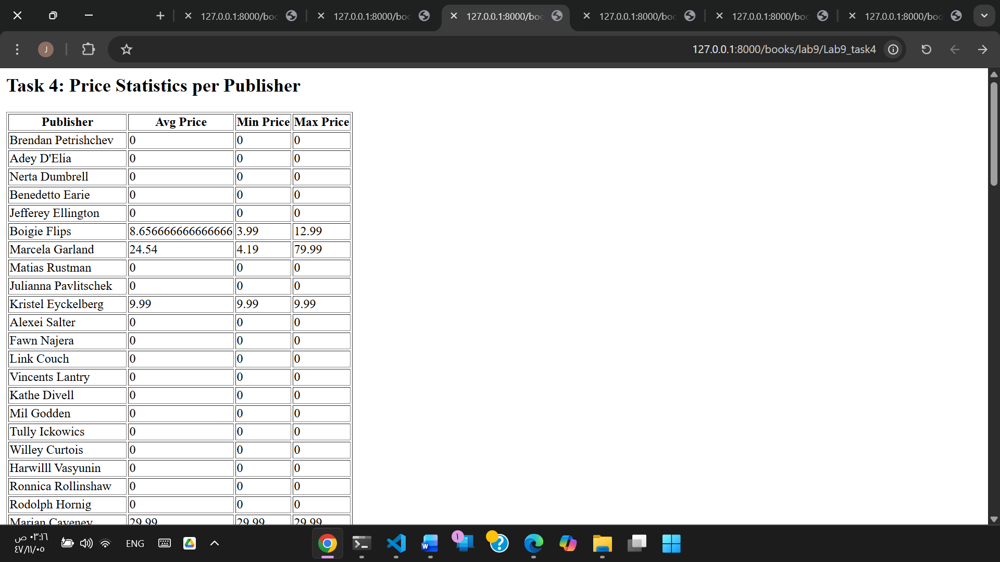 127.0.0.1:8000/boo
127.0.0.1:8000/boo
127.0.0.1:8000/boo
127.0.0.1:8000/boo
127.0.0.1:8000/boo
127.0.0.1:8000/boo
J
127.0.0.1:8000/books/lab9/Lab9_task4
Task 4: Price Statistics per Publisher
Publisher Avg Price Min Price Max Price
Brendan Petrishchev 0 0 0
Adey D'Elia 0 0 0
Nerta Dumbrell 0 0 0
Benedetto Earie 0 0 0
Jefferey Ellington 0 0 0
Boigie Flips 8.656666666666666 3.99 12.99
Marcela Garland 24.54 4.19 79.99
Matias Rustman 0 0 0
Julianna Pavlitschek 0 0 0
Kristel Eyckelberg 9.99 9.99 9.99
Alexei Salter 0 0 0
Fawn Najera 0 0 0
Link Couch 0 0 0
Vincents Lantry 0 0 0
Kathe Divell 0 0 0
Mil Godden 0 0 0
Tully Ickowics 0 0 0
Willey Curtois 0 0 0
Harwilll Vasyunin 0 0 0
Ronnica Rollinshaw 0 0 0
Rodolph Hornig 0 0 0
Marian Caveney 29.99 29.99 29.99
٠٣:١٦ ص
٤٧/١١/٠٥
ENG
W
١
?